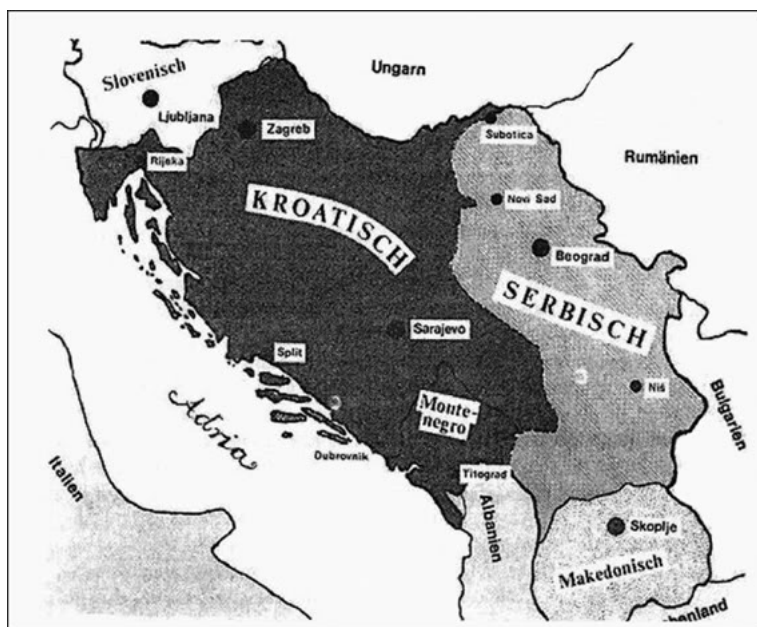 Ungarn
Slovenisch
Ljubljana
Zagreb
Subotica
Rumänien
Rijeka
Novi Sad
KROATISCH
Beograd
SERBISCH
Sarajevo
Split
Niš
Monte-
negro
Bulgarien
Adria
Dubrovnik
Titograd
Italien
Albanien
Skoplje
Makedonisch